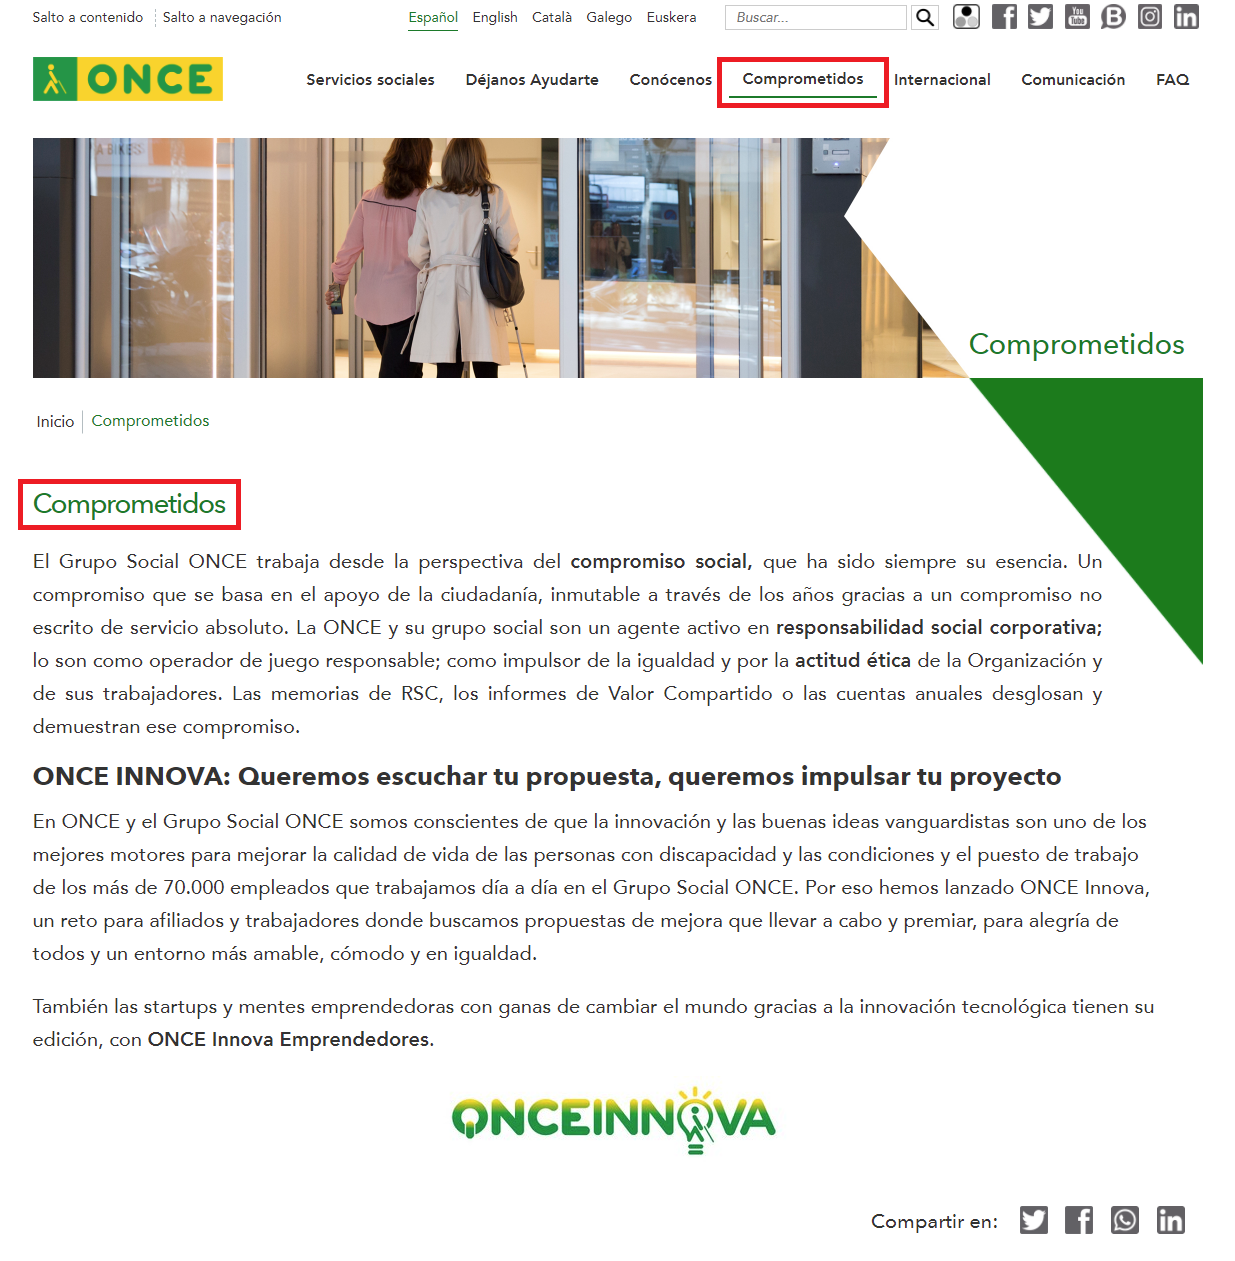 Salto a contenido Salto a navegación Español English Català Galego Euskera Buscar...
ONCE Servicios sociales Déjanos Ayudarte Conócenos Comprometidos Internacional Comunicación FAQ
A BIKES
Comprometidos
Inicio Comprometidos
Comprometidos
El Grupo Social ONCE trabaja desde la perspectiva del compromiso social, que ha sido siempre su esencia. Un
compromiso que se basa en el apoyo de la ciudadanía, inmutable a través de los años gracias a un compromiso no
escrito de servicio absoluto. La ONCE y su grupo social son un agente activo en responsabilidad social corporativa;
lo son como operador de juego responsable; como impulsor de la igualdad y por la actitud ética de la Organización y
de sus trabajadores. Las memorias de RSC, los informes de Valor Compartido o las cuentas anuales desglosan y
demuestran ese compromiso.
ONCE INNOVA: Queremos escuchar tu propuesta, queremos impulsar tu proyecto
En ONCE y el Grupo Social ONCE somos conscientes de que la innovación y las buenas ideas vanguardistas son uno de los
mejores motores para mejorar la calidad de vida de las personas con discapacidad y las condiciones y el puesto de trabajo
de los más de 70.000 empleados que trabajamos día a día en el Grupo Social ONCE. Por eso hemos lanzado ONCE Innova,
un reto para afiliados y trabajadores donde buscamos propuestas de mejora que llevar a cabo y premiar, para alegría de
todos y un entorno más amable, cómodo y en igualdad.
También las startups y mentes emprendedoras con ganas de cambiar el mundo gracias a la innovación tecnológica tienen su
edición, con ONCE Innova Emprendedores.
ONCEINNOVA
Compartir en: